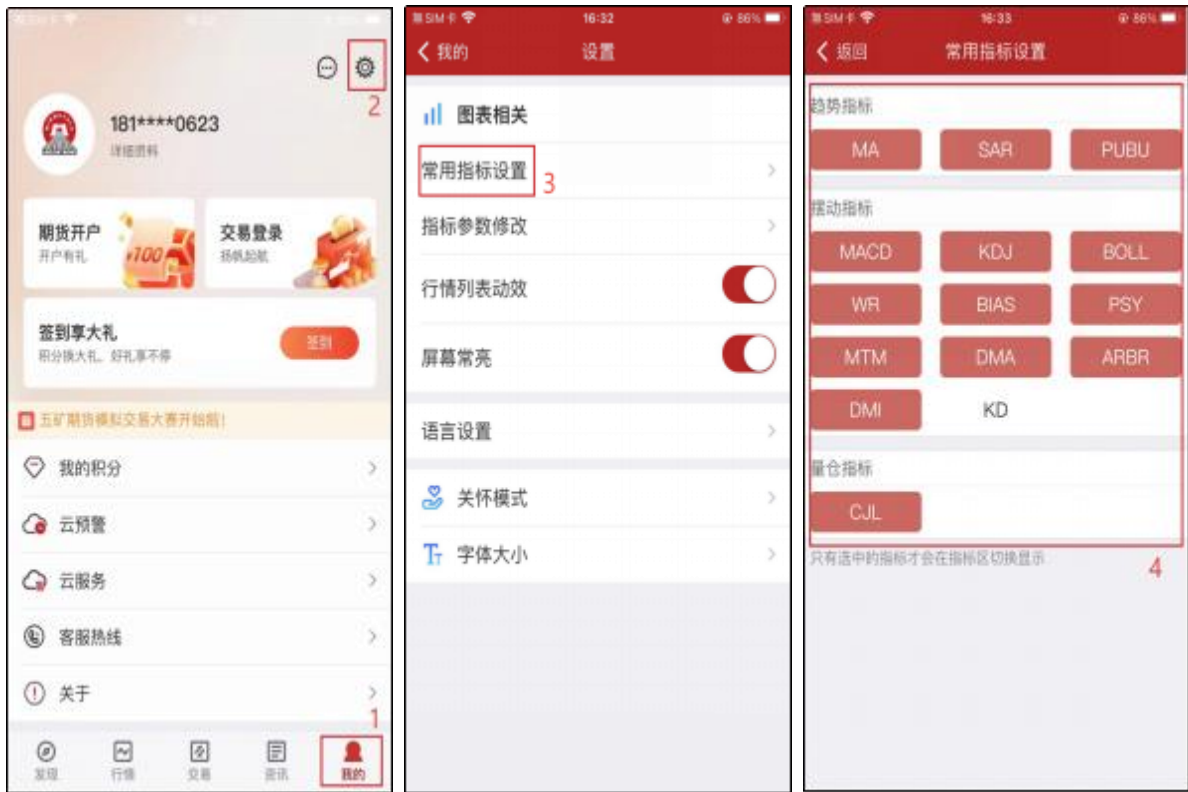 2
181****0623
详细资料
期货开户
开户有礼
¥100
交易登录
扬帆起航
签到享大礼
积分换大礼，好礼享不停
签到
五矿期货模拟交易大赛开始啦！
我的积分
云预警
云服务
客服热线
关于
1
发现
行情
交易
资讯
我的
無SIM卡
16:32
86%
我的
设置
图表相关
常用指标设置
3
指标参数修改
行情列表动效
屏幕常亮
语言设置
关怀模式
字体大小
無SIM卡
16:33
86%
返回
常用指标设置
趋势指标
MA
SAR
PUBU
摆动指标
MACD
KDJ
BOLL
WR
BIAS
PSY
MTM
DMA
ARBR
DMI
KD
量仓指标
CJL
只有选中的指标才会在指标区切换显示
4